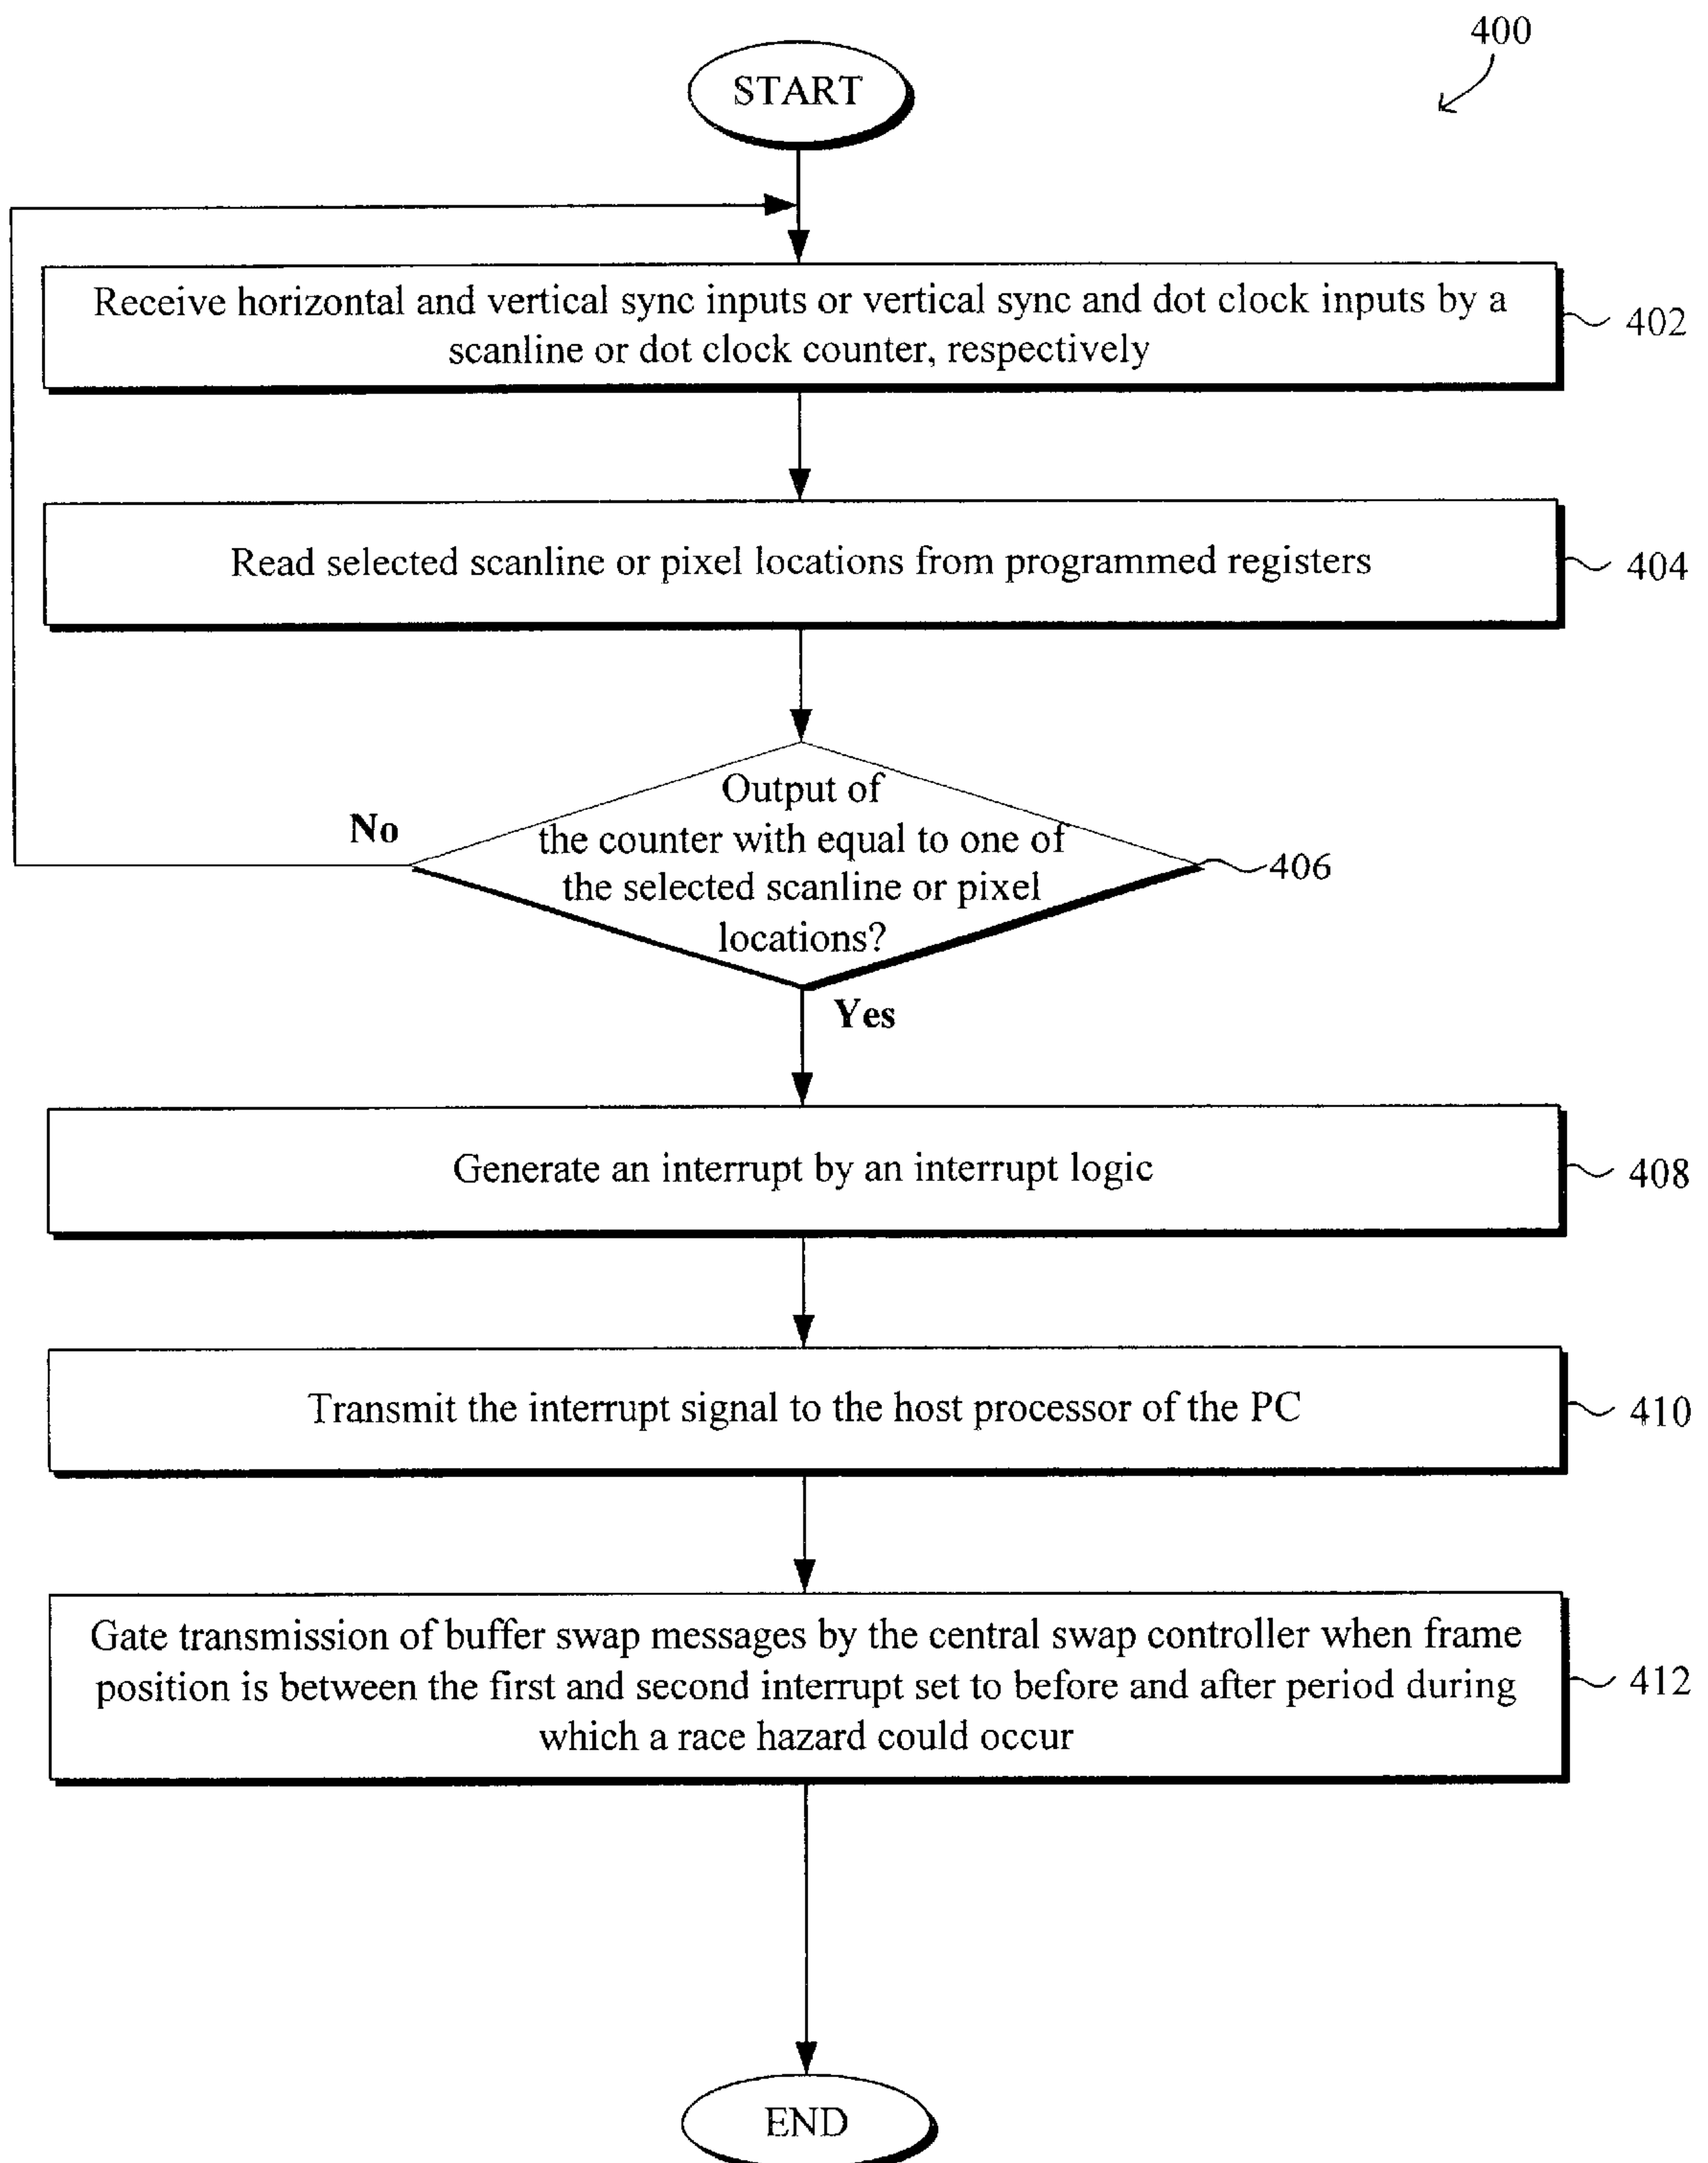 400
START
Receive horizontal and vertical sync inputs or vertical sync and dot clock inputs by a
scanline or dot clock counter, respectively
402
Read selected scanline or pixel locations from programmed registers
404
Output of
the counter with equal to one of
the selected scanline or pixel
locations?
No
406
Yes
Generate an interrupt by an interrupt logic
408
Transmit the interrupt signal to the host processor of the PC
410
Gate transmission of buffer swap messages by the central swap controller when frame
position is between the first and second interrupt set to before and after period during
which a race hazard could occur
412
END